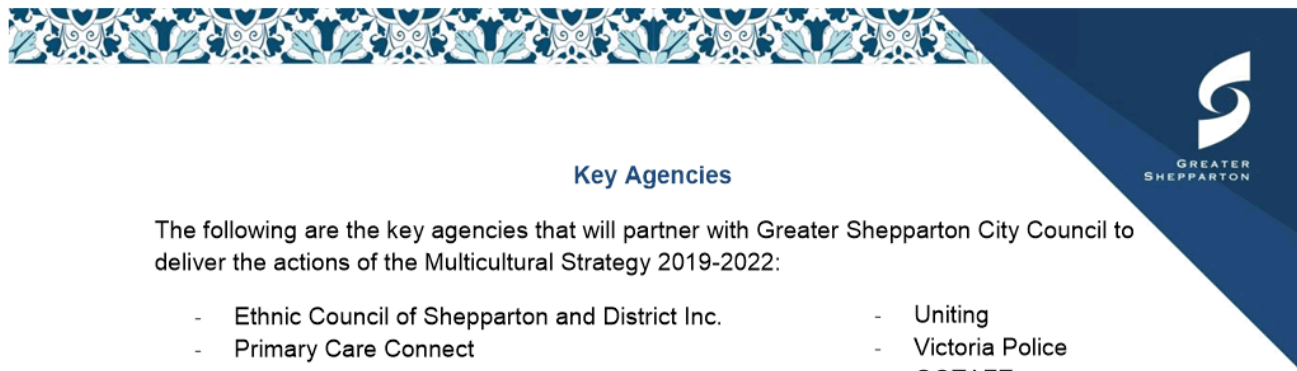 GREATER
SHEPPARTON
Key Agencies
The following are the key agencies that will partner with Greater Shepparton City Council to
deliver the actions of the Multicultural Strategy 2019-2022:
- Ethnic Council of Shepparton and District Inc.
- Primary Care Connect
- Uniting
- Victoria Police